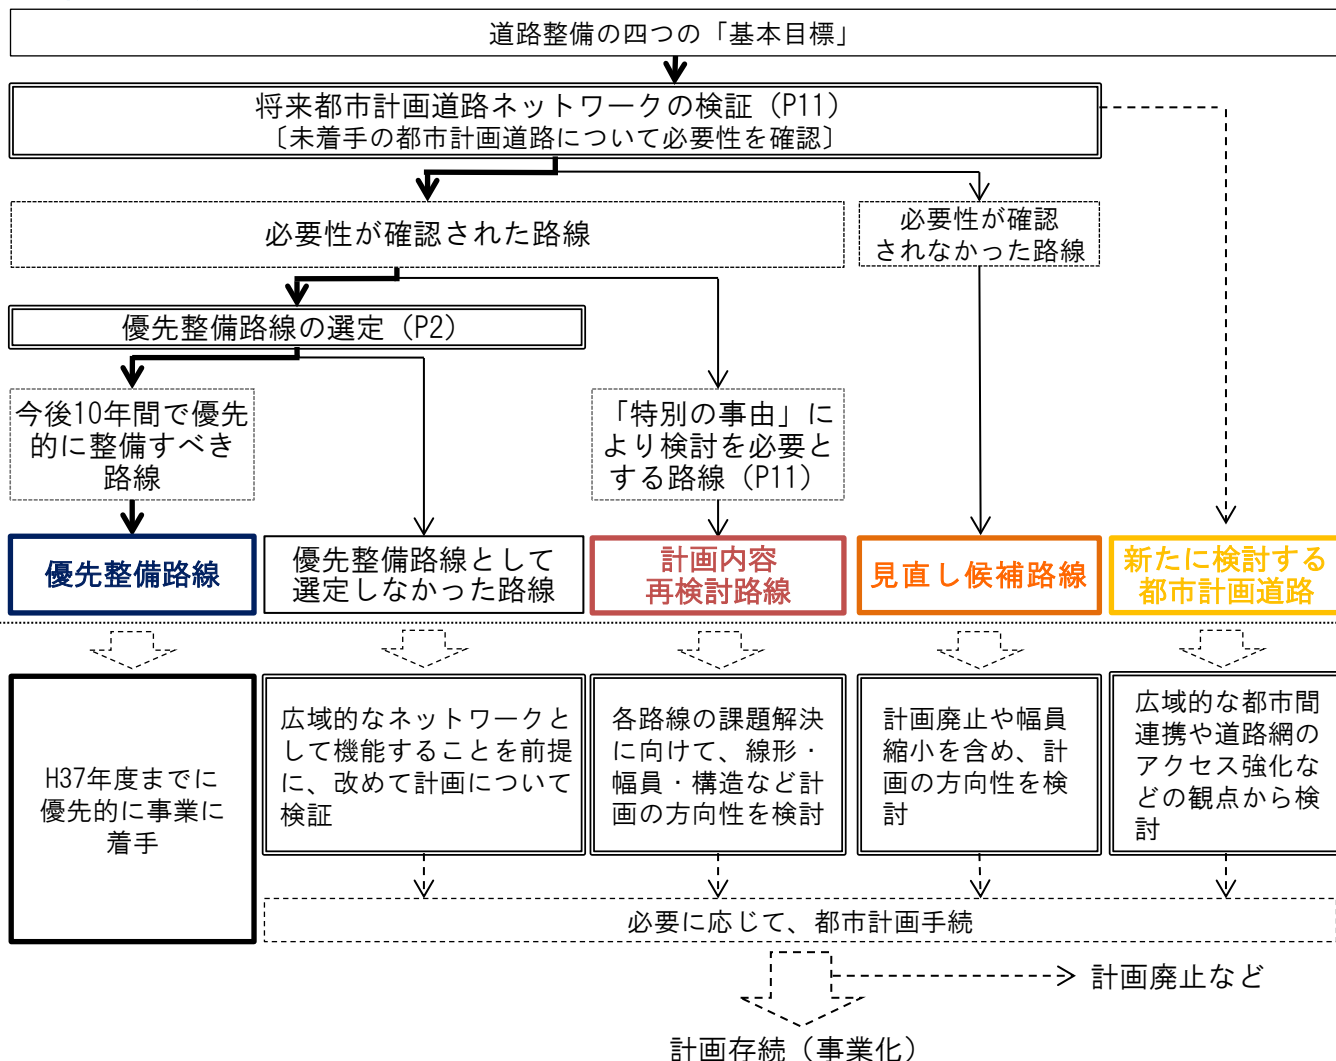 道路整備の四つの「基本目標」
将来都市計画道路ネットワークの検証（P11）
〔未着手の都市計画道路について必要性を確認〕
必要性が確認された路線
必要性が確認
されなかった路線
優先整備路線の選定（P2）
今後10年間で優先
的に整備すべき
路線
「特別の事由」に
より検討を必要と
する路線（P11）
優先整備路線
優先整備路線として
選定しなかった路線
計画内容
再検討路線
見直し候補路線
新たに検討する
都市計画道路
H37年度までに
優先的に事業に
着手
広域的なネットワークと
して機能することを前提
に、改めて計画について
検証
各路線の課題解決
に向けて、線形・
幅員・構造など計
画の方向性を検討
計画廃止や幅員
縮小を含め、計
画の方向性を検
討
広域的な都市間
連携や道路網の
アクセス強化な
どの観点から検
討
必要に応じて、都市計画手続
計画廃止など
計画存続（事業化）